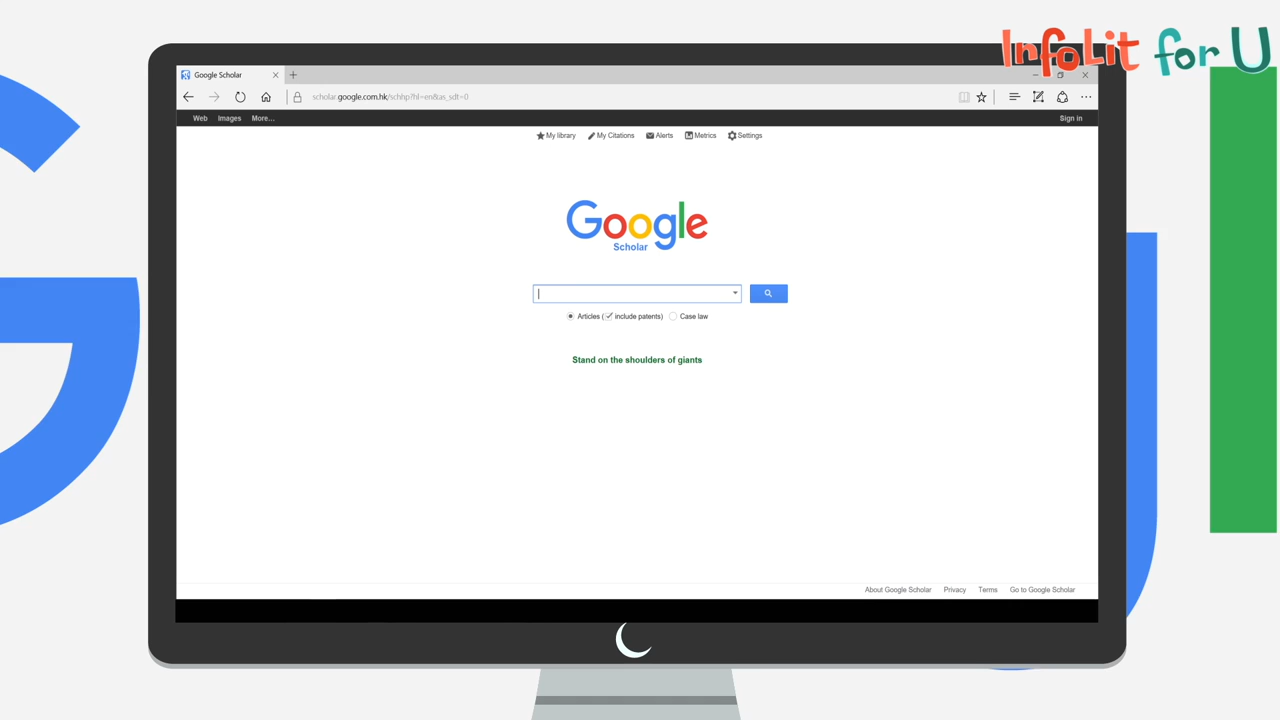 InfoLit for U
Google Scholar
scholar.google.com.hk/schhp?hl=en&as_sdt=0
Web Images More... Sign in
My library My Citations Alerts Metrics Settings
Google
Scholar
Articles (include patents) Case law
Stand on the shoulders of giants
About Google Scholar Privacy Terms Go to Google Scholar